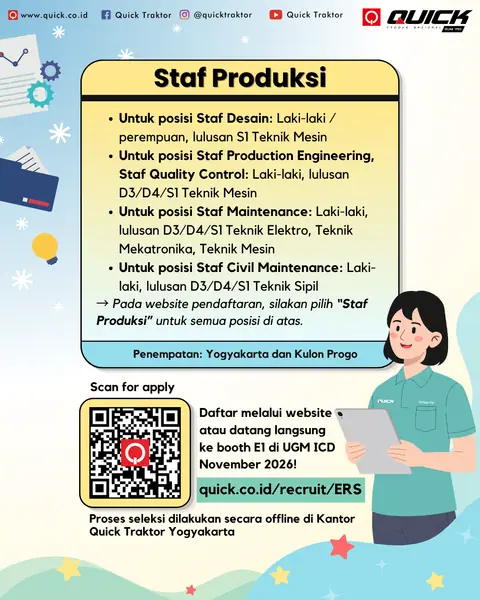 www.quick.co.id Quick Traktor @quicktraktor Quick Traktor
QUICK
Staf Produksi
• Untuk posisi Staf Desain: Laki-laki /
perempuan, lulusan S1 Teknik Mesin
• Untuk posisi Staf Production Engineering,
Staf Quality Control: Laki-laki, lulusan
D3/D4/S1 Teknik Mesin
• Untuk posisi Staf Maintenance: Laki-laki,
lulusan D3/D4/S1 Teknik Elektro, Teknik
Mekatronika, Teknik Mesin
• Untuk posisi Staf Civil Maintenance: Laki-
laki, lulusan D3/D4/S1 Teknik Sipil
→ Pada website pendaftaran, silakan pilih “Staf
Produksi” untuk semua posisi di atas.
Penempatan: Yogyakarta dan Kulon Progo
Scan for apply
Daftar melalui website
atau datang langsung
ke booth E1 di UGM ICD
November 2026!
quick.co.id/recruit/ERS
Proses seleksi dilakukan secara offline di Kantor
Quick Traktor Yogyakarta
QUICK